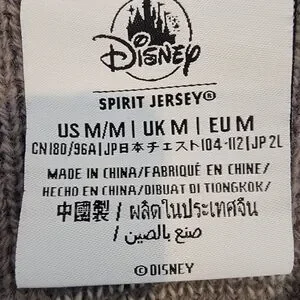 Disney
SPIRIT JERSEY®
US M/M | UK M | EU M
CN180/96A | JP日本チェスト104-112 | JP 2L
MADE IN CHINA/FABRIQUÉ EN CHINE/
HECHO EN CHINA/DIBUAT DI TIONGKOK/
中國製 / ผลิตในประเทศจีน
صنع بالصين /
©DISNEY